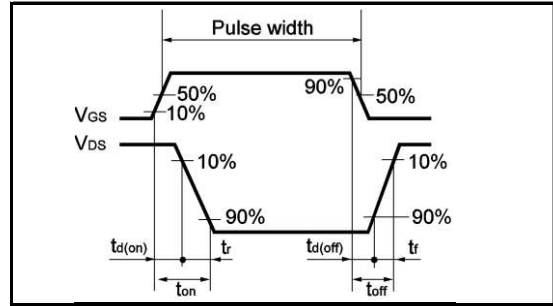 Pulse width
90%
50%
50%
VGS
10%
VDS
10%
10%
90%
90%
td(on)
tr
td(off)
tf
ton
toff